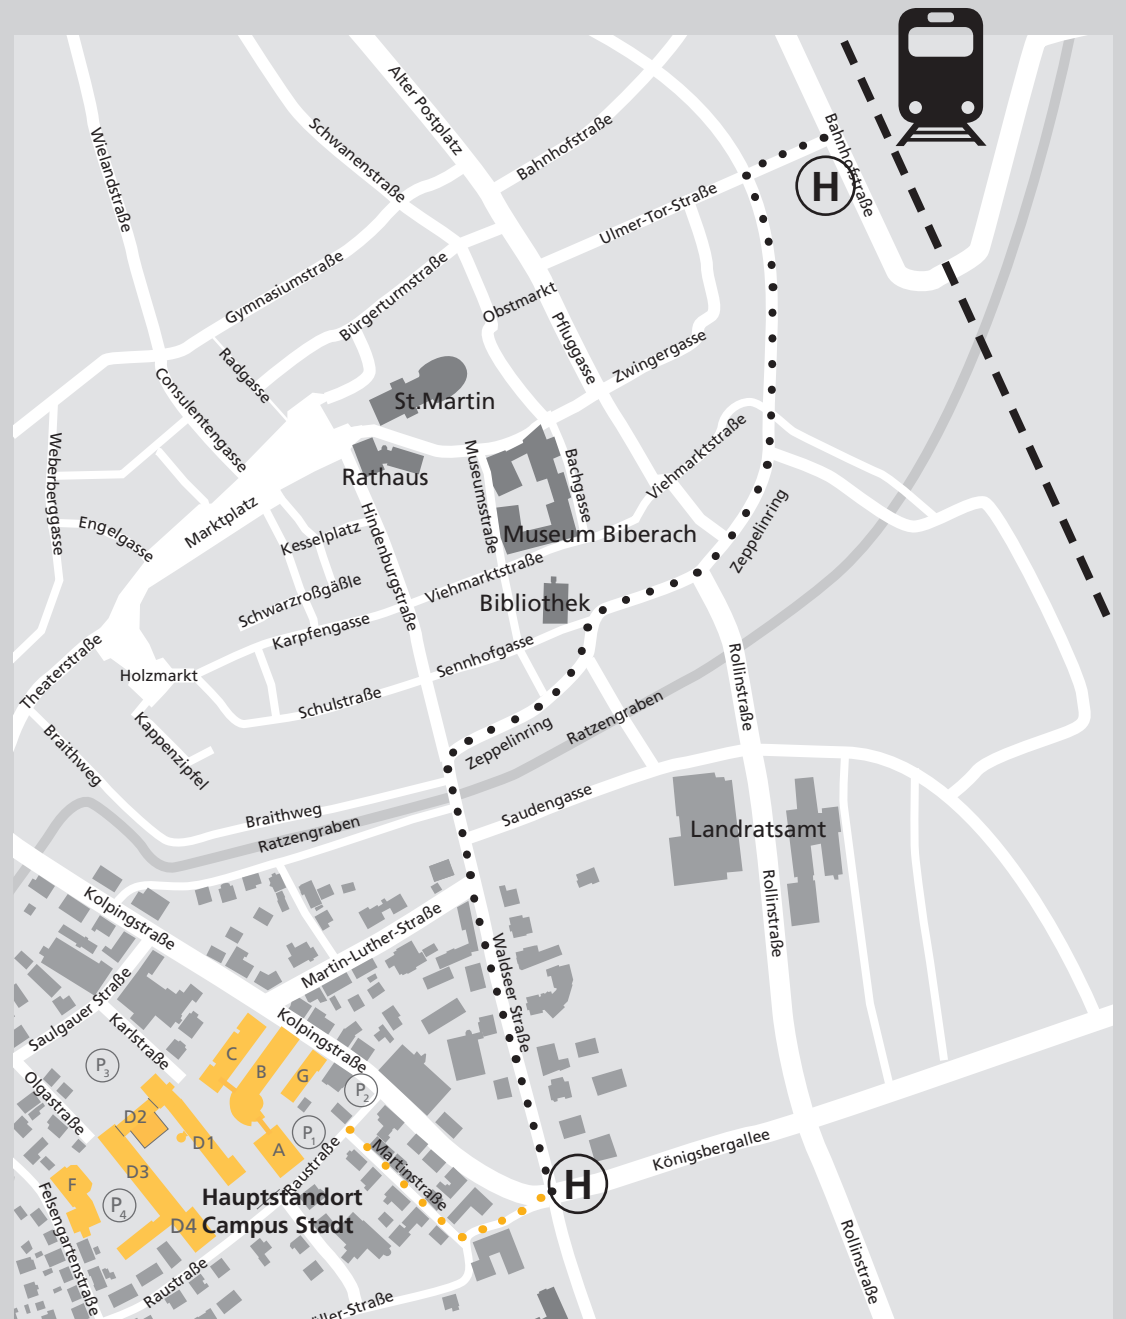 Alter Postplatz
Schwanenstraße
Bahnhofstraße
Wielandstraße
Bahnhofstraße
H
Ulmer-Tor-Straße
Gymnasiumstraße
Bürgerturmstraße
Obstmarkt
Pfluggasse
Zwingergasse
Radgasse
Consulentengasse
St.Martin
Rathaus
Museumsstraße
Bachgasse
Viehmarktstraße
Weberberggasse
Engelgasse
Marktplatz
Kesselplatz
Hindenburgstraße
Museum Biberach
Zeppelinring
Viehmarktstraße
Schwarzroßgäßle
Bibliothek
Karpfengasse
Sennhofgasse
Theaterstraße
Holzmarkt
Schulstraße
Rollinstraße
Kappenzipfel
Braithweg
Zeppelinring
Ratzengraben
Braithweg
Ratzengraben
Saudengasse
Landratsamt
Kolpingstraße
Martin-Luther-Straße
Waldseer Straße
Rollinstraße
Saulgauer Straße
Karlstraße
Kolpingstraße
C
B
G
P3
P2
Olgastraße
D2
D1
P1
A
Martinstraße
Raustraße
Königsbergallee
D3
F
P4
H
Hauptstandort
D4 Campus Stadt
Felsengartenstraße
Raustraße
Rollinstraße
üller-Straße